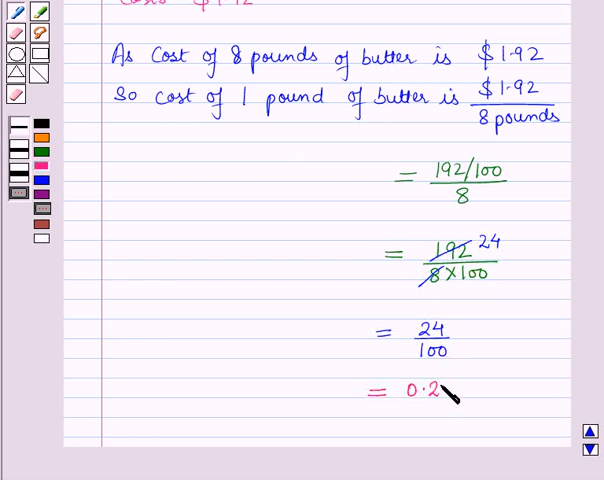 As cost of 8 pounds of butter is $1.92
So cost of 1 pound of butter is $1.92/8 pounds
= 192/100 / 8
= 192 24 / 8×100
= 24/100
= 0.2